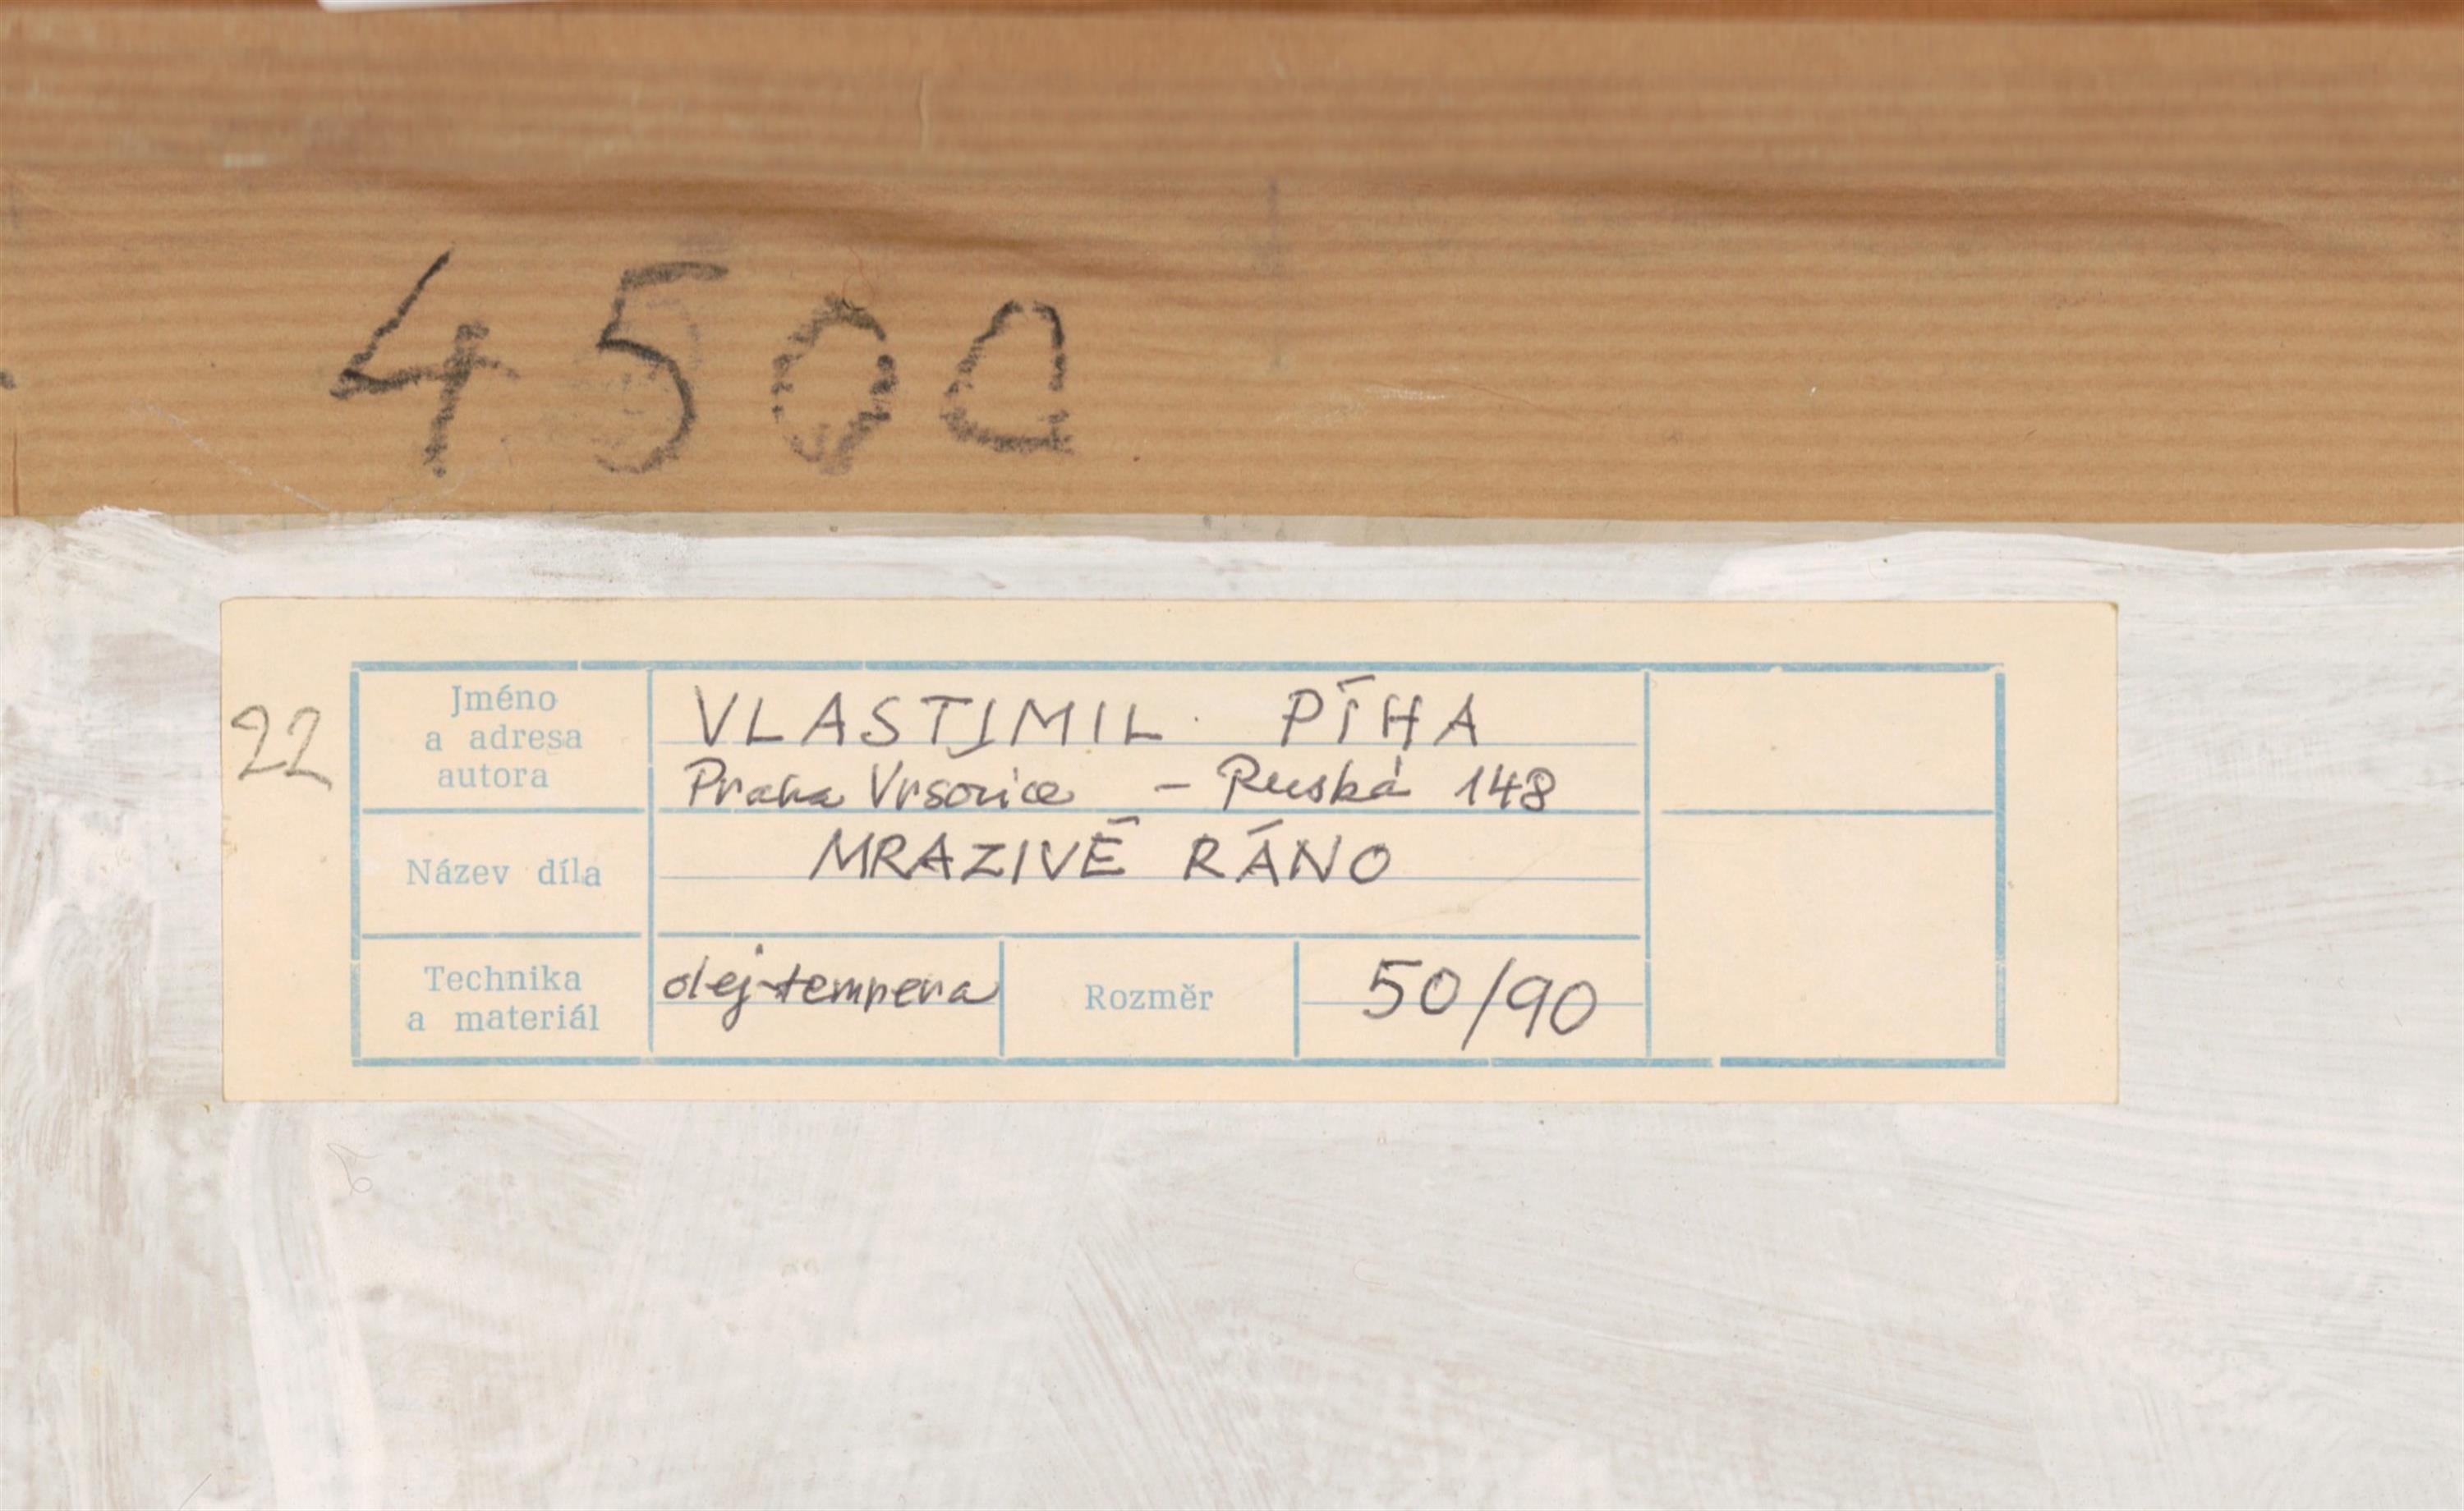 4500
22
Jméno
a adresa
autora
VLASTIMIL PÍHA
Praha Vrsovice - Ruská 148
Název díla
MRAZIVÉ RÁNO
Technika
a materiál
olej-tempera
Rozměr
50/90